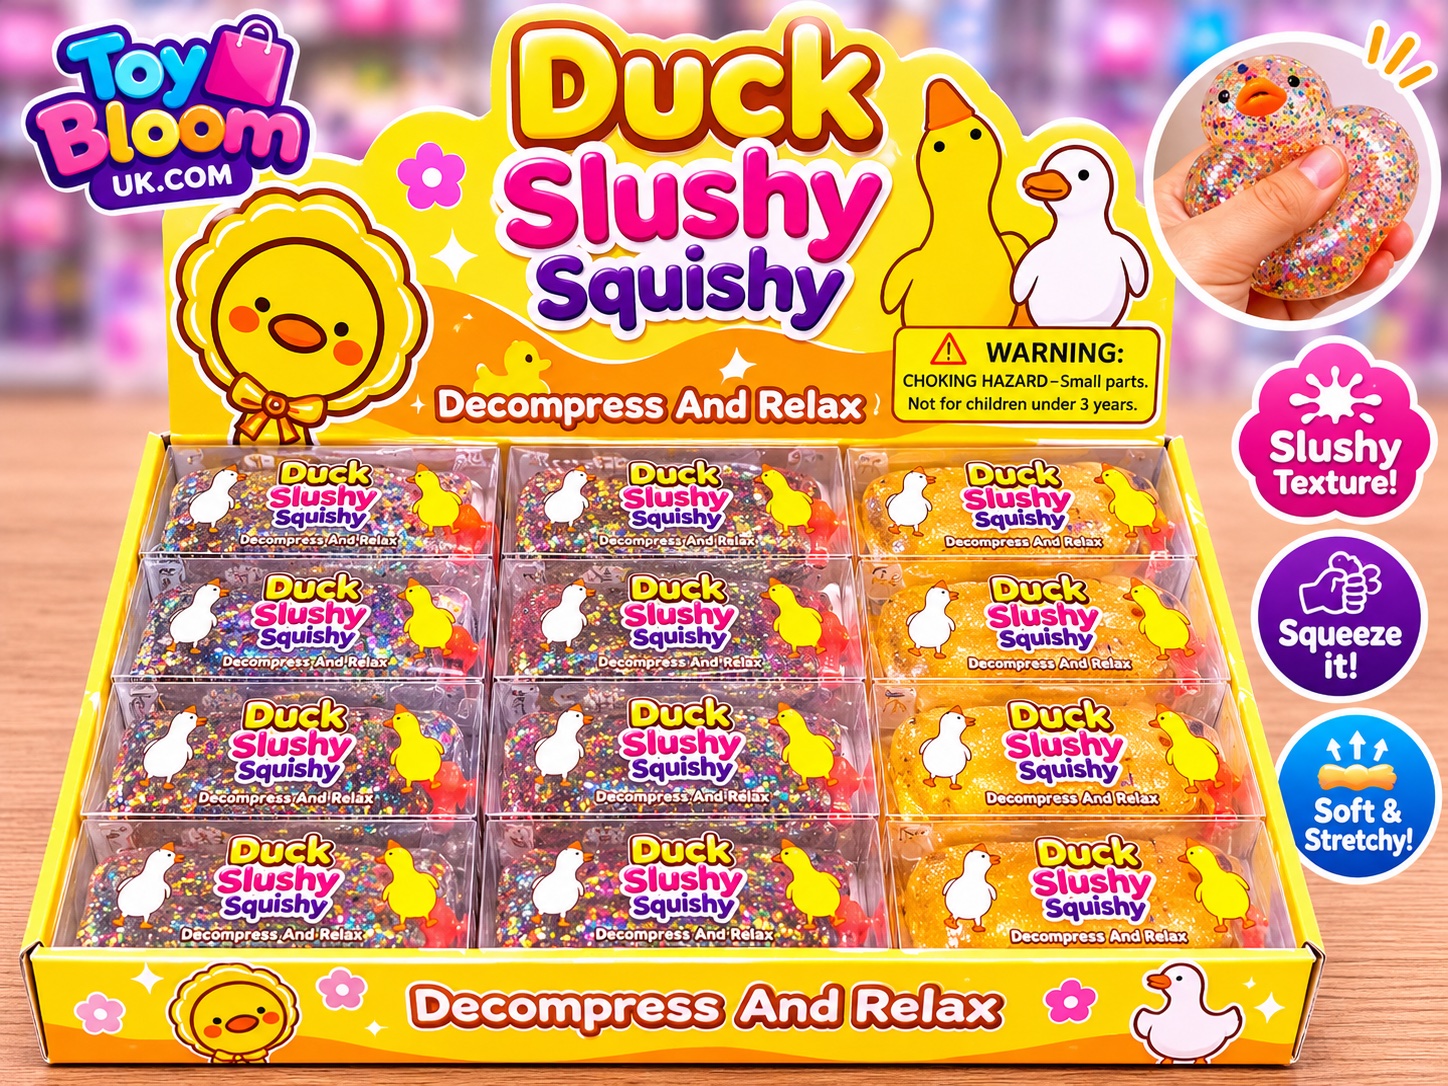 Toy
Bloom
UK.COM
Duck
Slushy
Squishy
Decompress And Relax
WARNING:
CHOKING HAZARD – Small parts.
Not for children under 3 years.
Slushy
Texture!
Squeeze
it!
Soft &
Stretchy!
Duck
Slushy
Squishy
Decompress And Relax
Duck
Slushy
Squishy
Decompress And Relax
Duck
Slushy
Squishy
Decompress And Relax
Duck
Slushy
Squishy
Decompress And Relax
Duck
Slushy
Squishy
Decompress And Relax
Duck
Slushy
Squishy
Decompress And Relax
Duck
Slushy
Squishy
Decompress And Relax
Duck
Slushy
Squishy
Decompress And Relax
Duck
Slushy
Squishy
Decompress And Relax
Duck
Slushy
Squishy
Decompress And Relax
Duck
Slushy
Squishy
Decompress And Relax
Duck
Slushy
Squishy
Decompress And Relax
Decompress And Relax